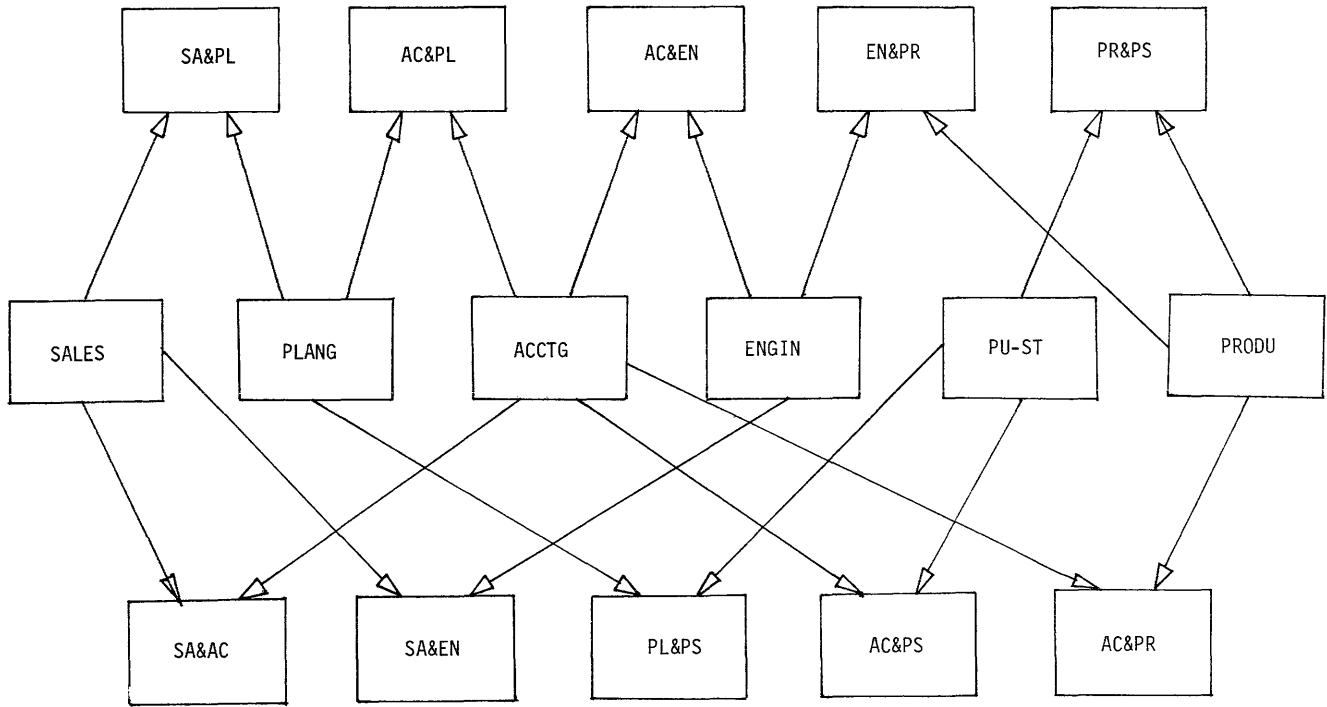 SA&PL
AC&PL
AC&EN
EN&PR
PR&PS
SALES
PLANG
ACCTG
ENGIN
PU-ST
PRODU
SA&AC
SA&EN
PL&PS
AC&PS
AC&PR